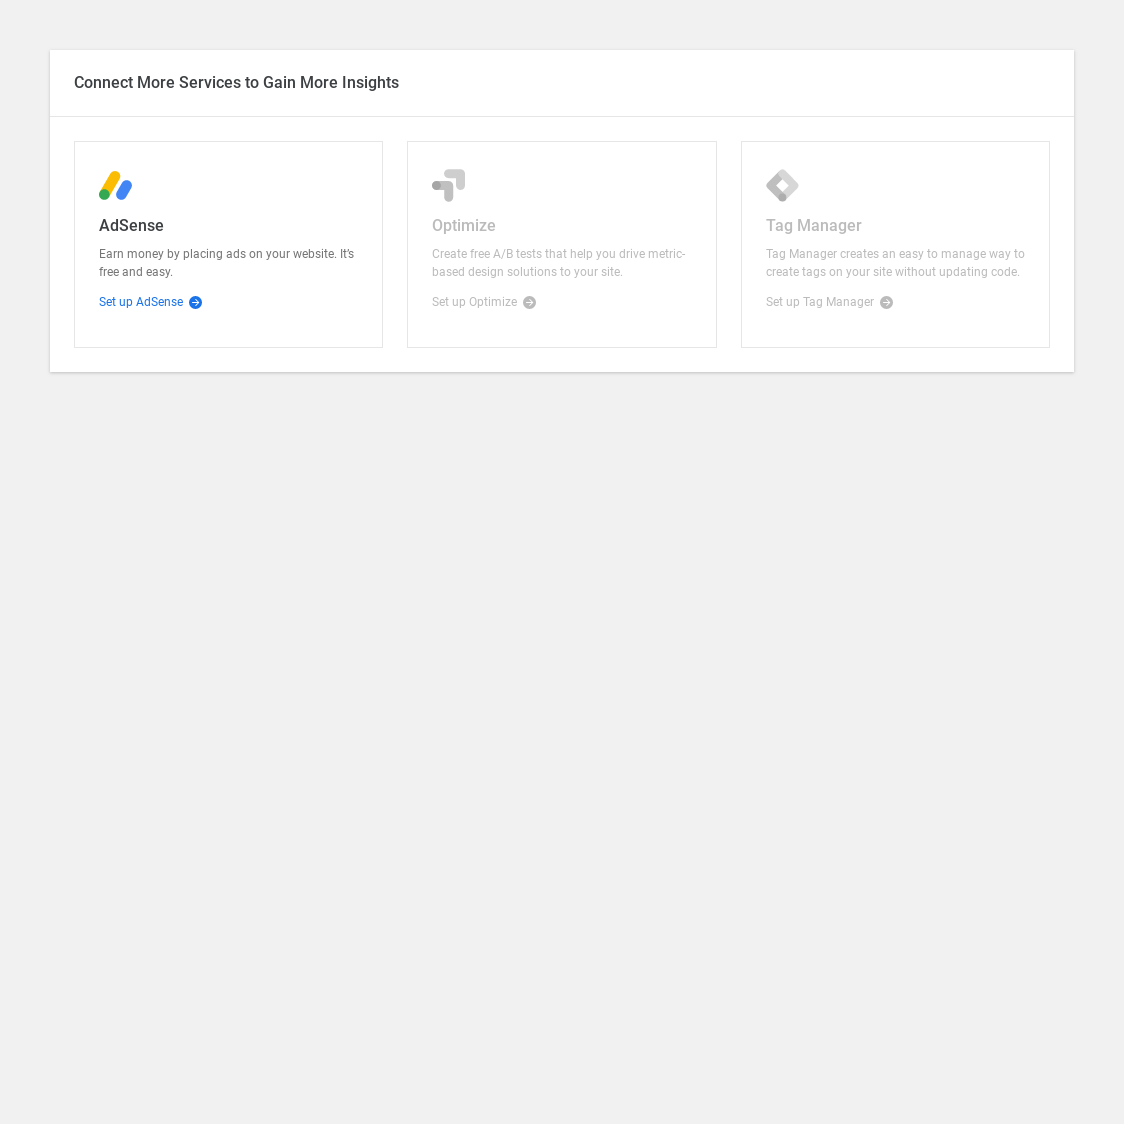 Connect More Services to Gain More Insights
AdSense
Earn money by placing ads on your website. It’s
free and easy.
Set up AdSense
Optimize
Create free A/B tests that help you drive metric-
based design solutions to your site.
Set up Optimize
Tag Manager
Tag Manager creates an easy to manage way to
create tags on your site without updating code.
Set up Tag Manager